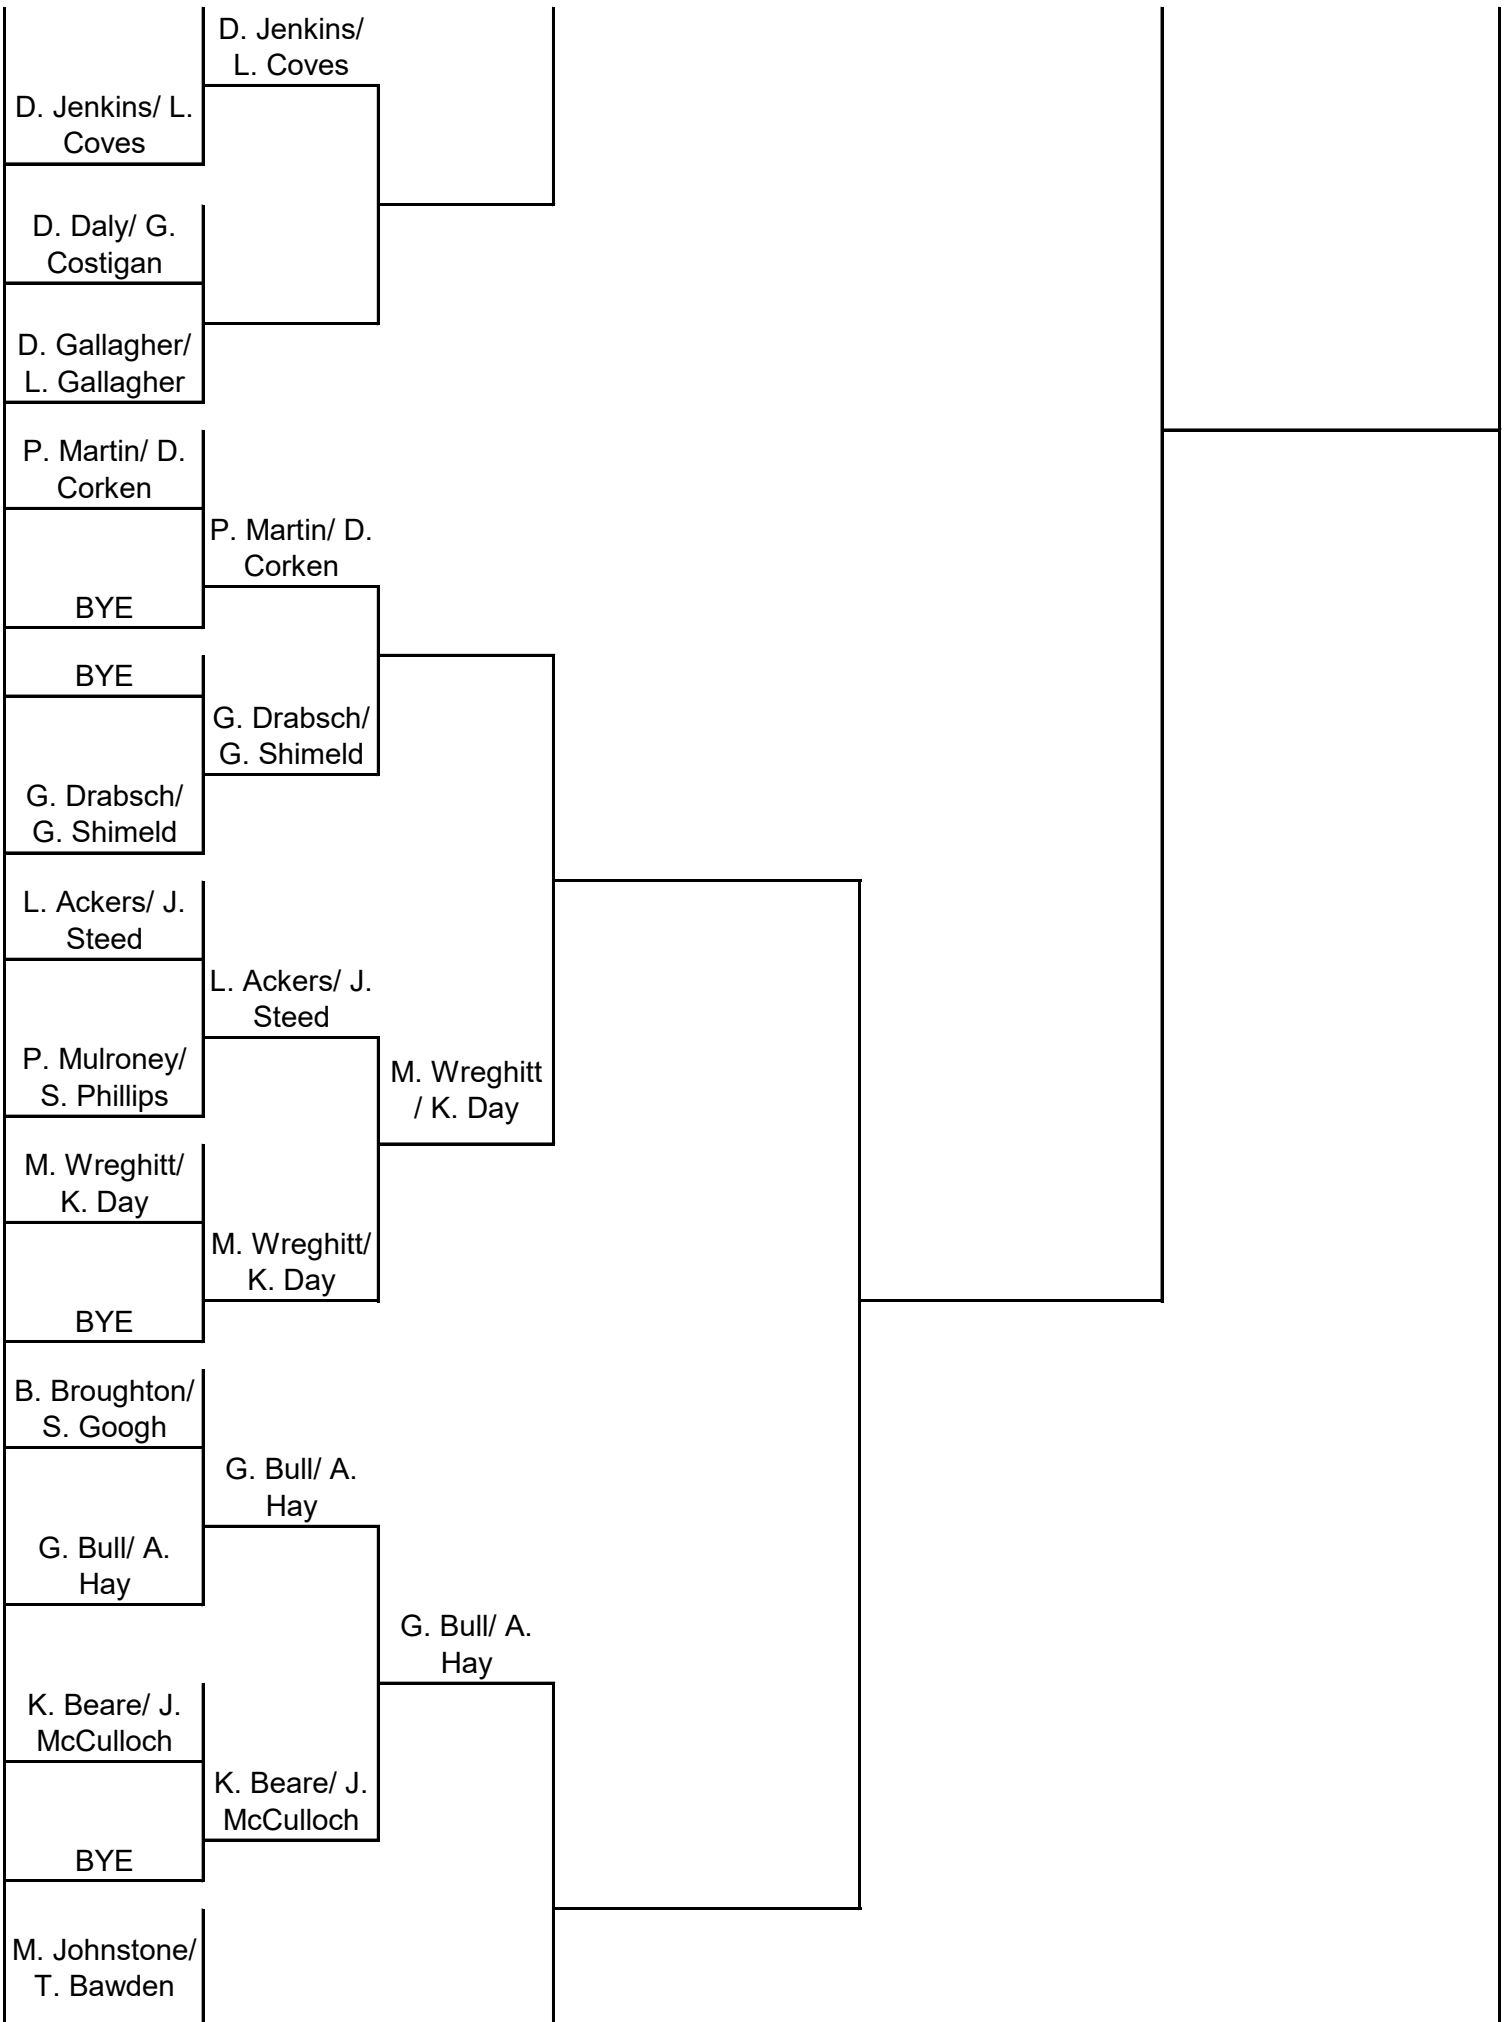 D. Jenkins/
L. Coves
D. Jenkins/ L.
Coves
D. Daly/ G.
Costigan
D. Gallagher/
L. Gallagher
P. Martin/ D.
Corken
P. Martin/ D.
Corken
BYE
BYE
G. Drabsch/
G. Shimeld
G. Drabsch/
G. Shimeld
L. Ackers/ J.
Steed
L. Ackers/ J.
Steed
P. Mulroney/
S. Phillips
M. Wreghitt
/ K. Day
M. Wreghitt/
K. Day
M. Wreghitt/
K. Day
BYE
B. Broughton/
S. Googh
G. Bull/ A.
Hay
G. Bull/ A.
Hay
G. Bull/ A.
Hay
K. Beare/ J.
McCulloch
K. Beare/ J.
McCulloch
BYE
M. Johnstone/
T. Bawden